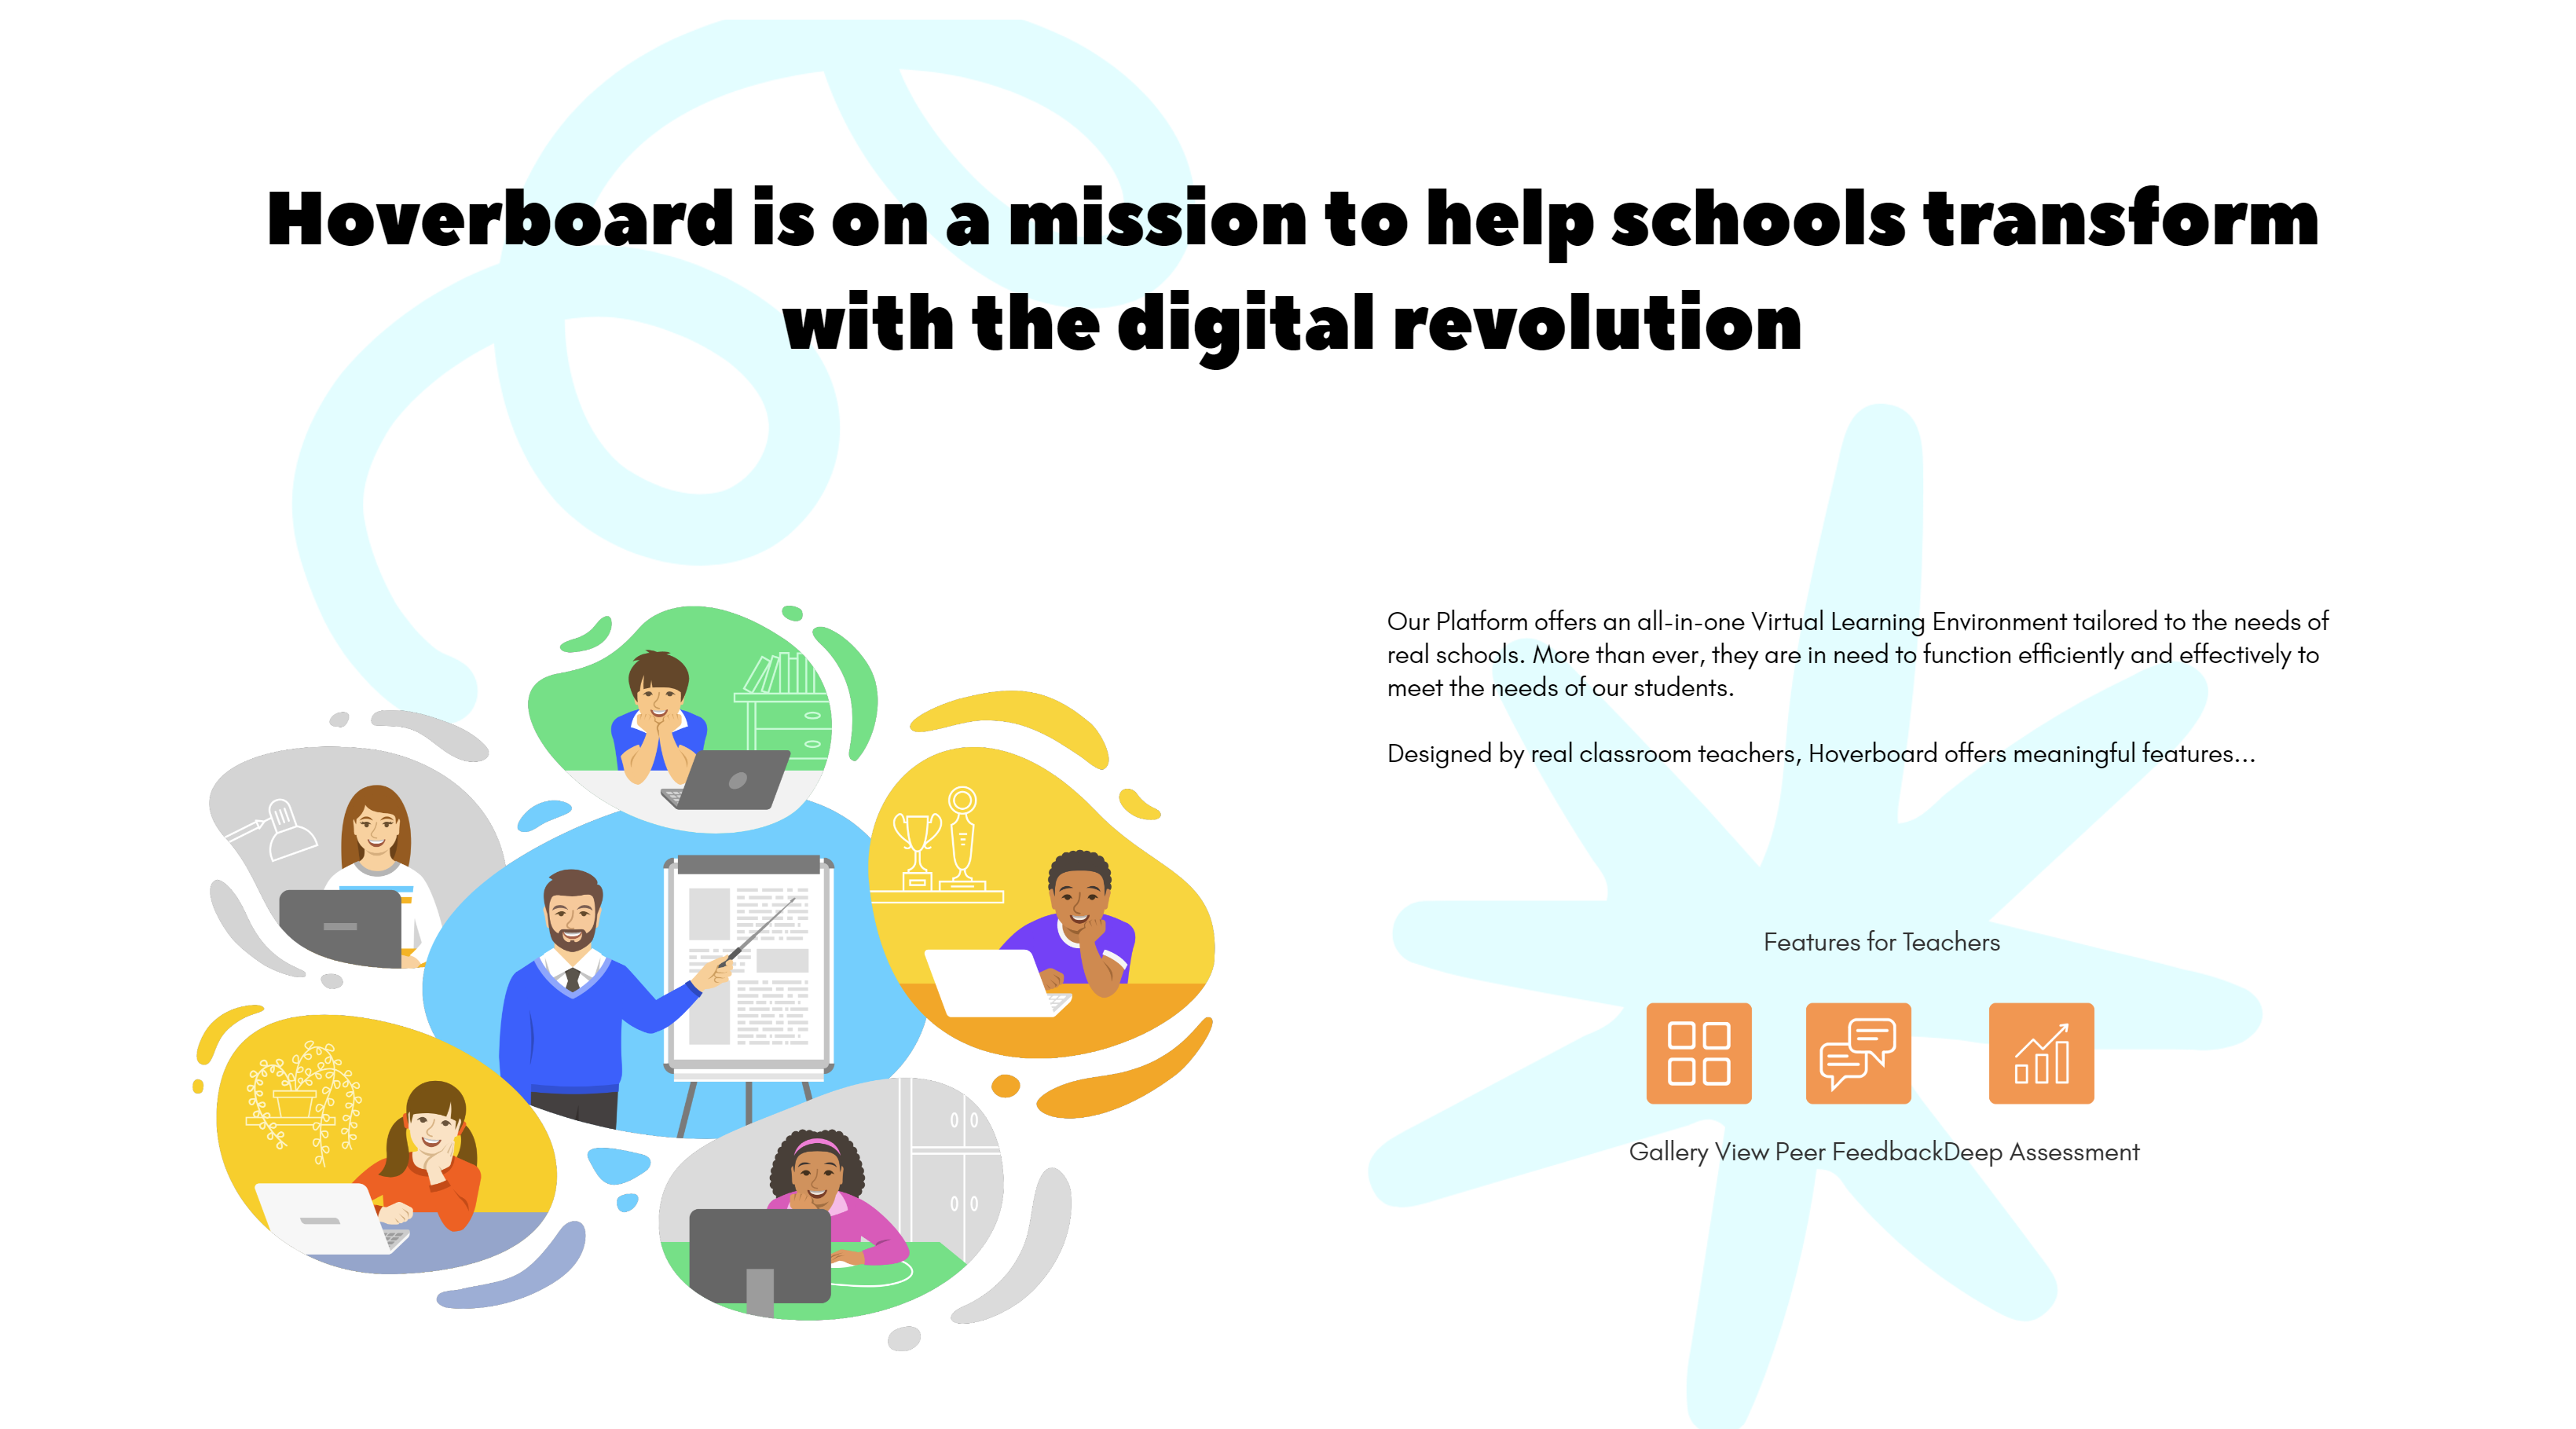 Hoverboard is on a mission to help schools transform
with the digital revolution
Our Platform offers an all-in-one Virtual Learning Environment tailored to the needs of
real schools. More than ever, they are in need to function efficiently and effectively to
meet the needs of our students.
Designed by real classroom teachers, Hoverboard offers meaningful features...
Features for Teachers
Gallery View Peer FeedbackDeep Assessment